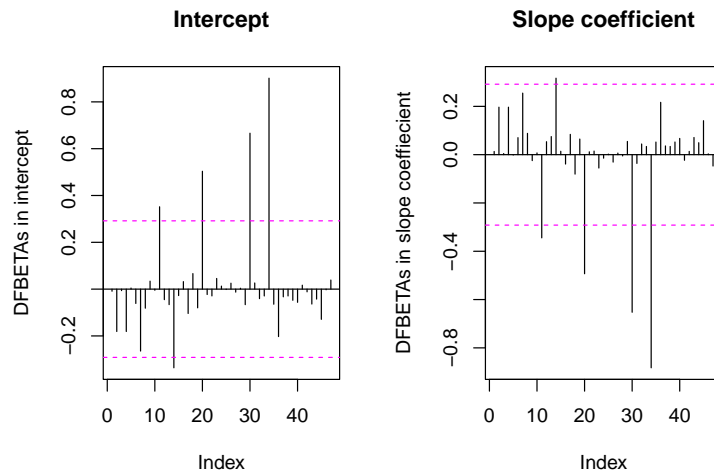 Intercept
DFBETAs in intercept
0.8
0.6
0.4
0.2
−0.2
0 10 20 30 40
Index
Slope coefficient
DFBETAs in slope coeffiecient
0.2
0.0
−0.4
−0.8
0 10 20 30 40
Index